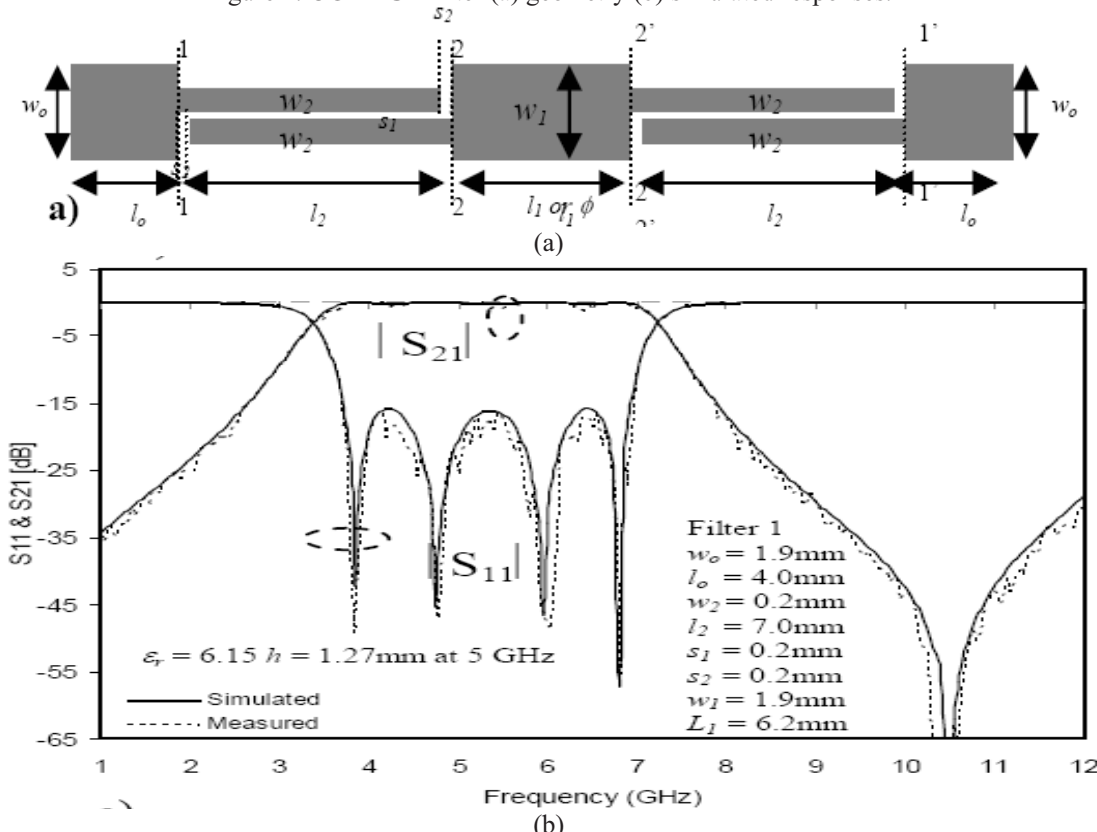 s2
1 2 2' 1'
wo w2 w1 w2 wo
s1
w2 w2
a) 1 2 2 1'
lo l2 l1 or φ l2 lo
2'
(a)
5
-5
-15
-25
-35
-45
-55
-65
S11 & S21 [dB]
| S21 |
| S11 |
Filter 1
wo = 1.9mm
lo = 4.0mm
w2 = 0.2mm
l2 = 7.0mm
s1 = 0.2mm
s2 = 0.2mm
w1 = 1.9mm
L1 = 6.2mm
εr = 6.15 h = 1.27mm at 5 GHz
Simulated
Measured
1 2 3 4 5 6 7 8 9 10 11 12
Frequency (GHz)
(b)